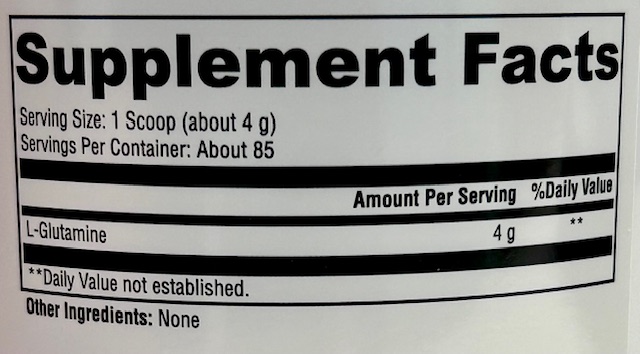 Supplement Facts
Serving Size: 1 Scoop (about 4 g)
Servings Per Container: About 85
Amount Per Serving %Daily Value
L-Glutamine 4 g **
**Daily Value not established.
Other Ingredients: None